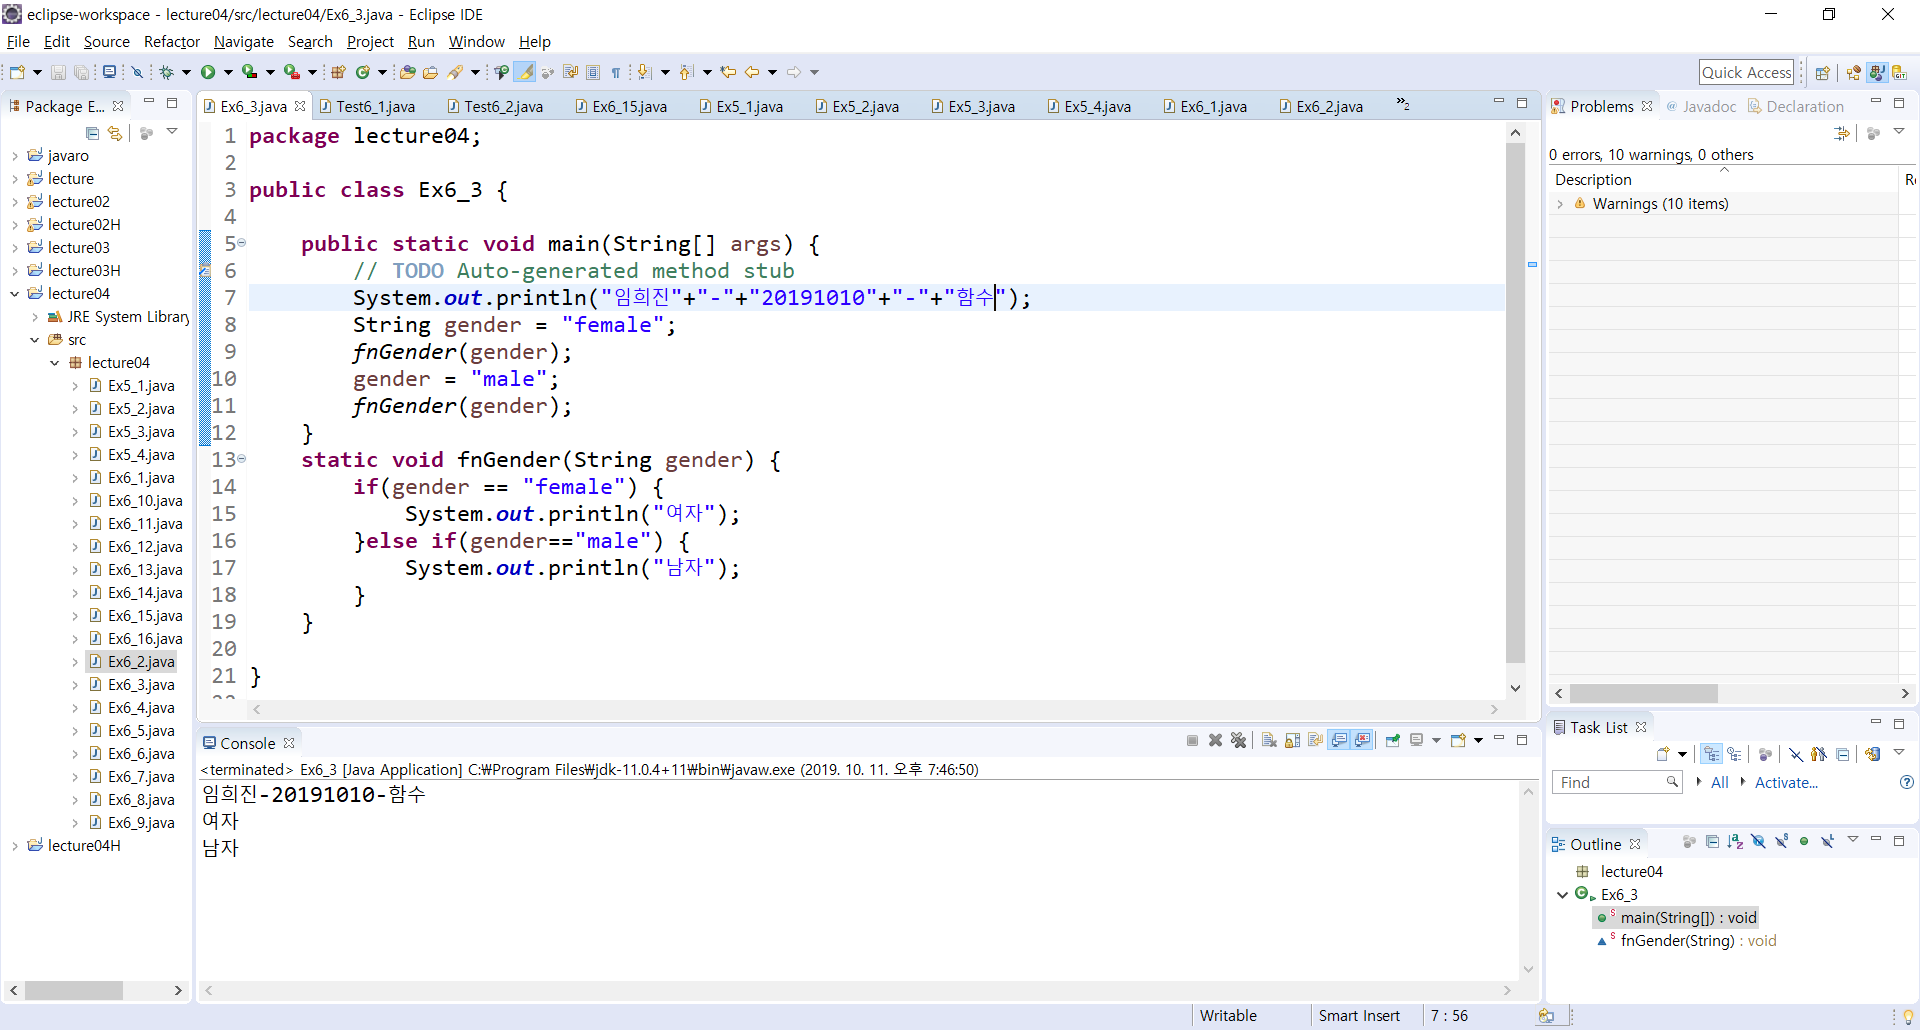 eclipse-workspace - lecture04/src/lecture04/Ex6_3.java - Eclipse IDE
File Edit Source Refactor Navigate Search Project Run Window Help
Quick Access
Package E...
javaro
lecture
lecture02
lecture02H
lecture03
lecture03H
lecture04
JRE System Library
src
lecture04
Ex5_1.java
Ex5_2.java
Ex5_3.java
Ex5_4.java
Ex6_1.java
Ex6_10.java
Ex6_11.java
Ex6_12.java
Ex6_13.java
Ex6_14.java
Ex6_15.java
Ex6_16.java
Ex6_2.java
Ex6_3.java
Ex6_4.java
Ex6_5.java
Ex6_6.java
Ex6_7.java
Ex6_8.java
Ex6_9.java
lecture04H
Ex6_3.java Test6_1.java Test6_2.java Ex6_15.java Ex5_1.java Ex5_2.java Ex5_3.java Ex5_4.java Ex6_1.java Ex6_2.java »2
1 package lecture04;
2
3 public class Ex6_3 {
4
5 public static void main(String[] args) {
6 // TODO Auto-generated method stub
7 System.out.println("임희진"+"-"+"20191010"+"-"+"함수");
8 String gender = "female";
9 fnGender(gender);
10 gender = "male";
11 fnGender(gender);
12 }
13 static void fnGender(String gender) {
14 if(gender == "female") {
15 System.out.println("여자");
16 }else if(gender=="male") {
17 System.out.println("남자");
18 }
19 }
20
21 }
Console
<terminated> Ex6_3 [Java Application] C:₩Program Files₩jdk-11.0.4+11₩bin₩javaw.exe (2019. 10. 11. 오후 7:46:50)
임희진-20191010-함수
여자
남자
Problems @ Javadoc Declaration
0 errors, 10 warnings, 0 others
Description
Warnings (10 items)
Task List
Find All Activate...
Outline
lecture04
Ex6_3
main(String[]) : void
fnGender(String) : void
Writable Smart Insert 7 : 56